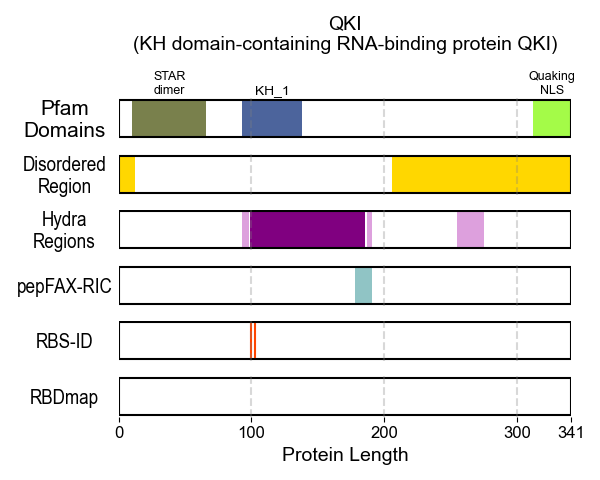 QKI
(KH domain-containing RNA-binding protein QKI)
STAR
dimer
KH_1
Quaking
NLS
Pfam
Domains
Disordered
Region
Hydra
Regions
pepFAX-RIC
RBS-ID
RBDmap
0 100 200 300 341
Protein Length